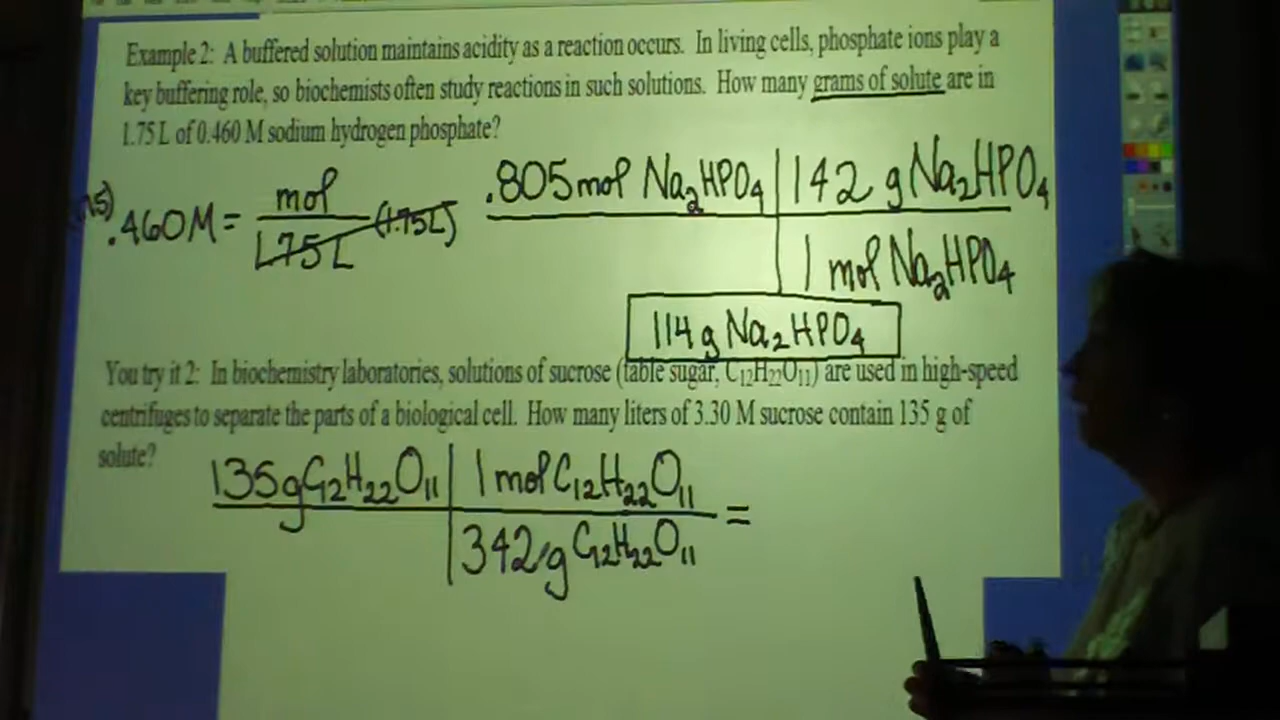 Example 2: A buffered solution maintains acidity as a reaction occurs. In living cells, phosphate ions play a
key buffering role, so biochemists often study reactions in such solutions. How many grams of solute are in
1.75 L of 0.460 M sodium hydrogen phosphate?
.460M = mol / 1.75L (1.75L)
.805 mol Na₂HPO₄ | 142 g Na₂HPO₄
1 mol Na₂HPO₄
114 g Na₂HPO₄
You try it 2: In biochemistry laboratories, solutions of sucrose (table sugar, C₁₂H₂₂O₁₁) are used in high-speed
centrifuges to separate the parts of a biological cell. How many liters of 3.30 M sucrose contain 135 g of
solute?
135g C₁₂H₂₂O₁₁ | 1 mol C₁₂H₂₂O₁₁ =
342 g C₁₂H₂₂O₁₁